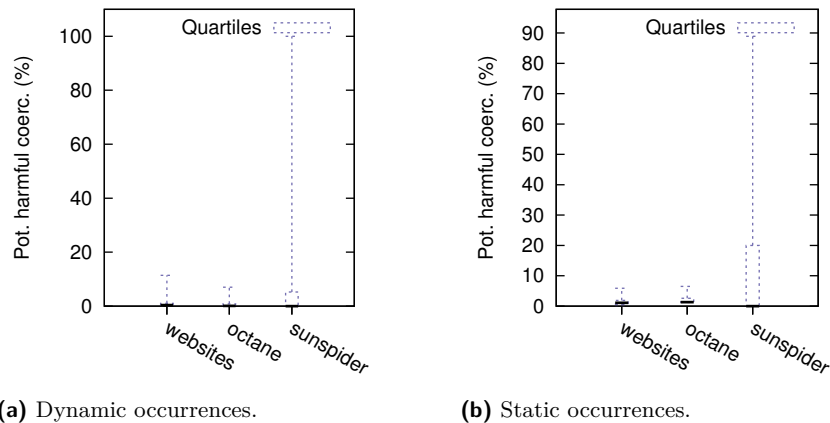 Quartiles
100
80
60
40
20
0
Pot. harmful coerc. (%)
websites
octane
sunspider
(a) Dynamic occurrences.
Quartiles
90
80
70
60
50
40
30
20
10
0
Pot. harmful coerc. (%)
websites
octane
sunspider
(b) Static occurrences.